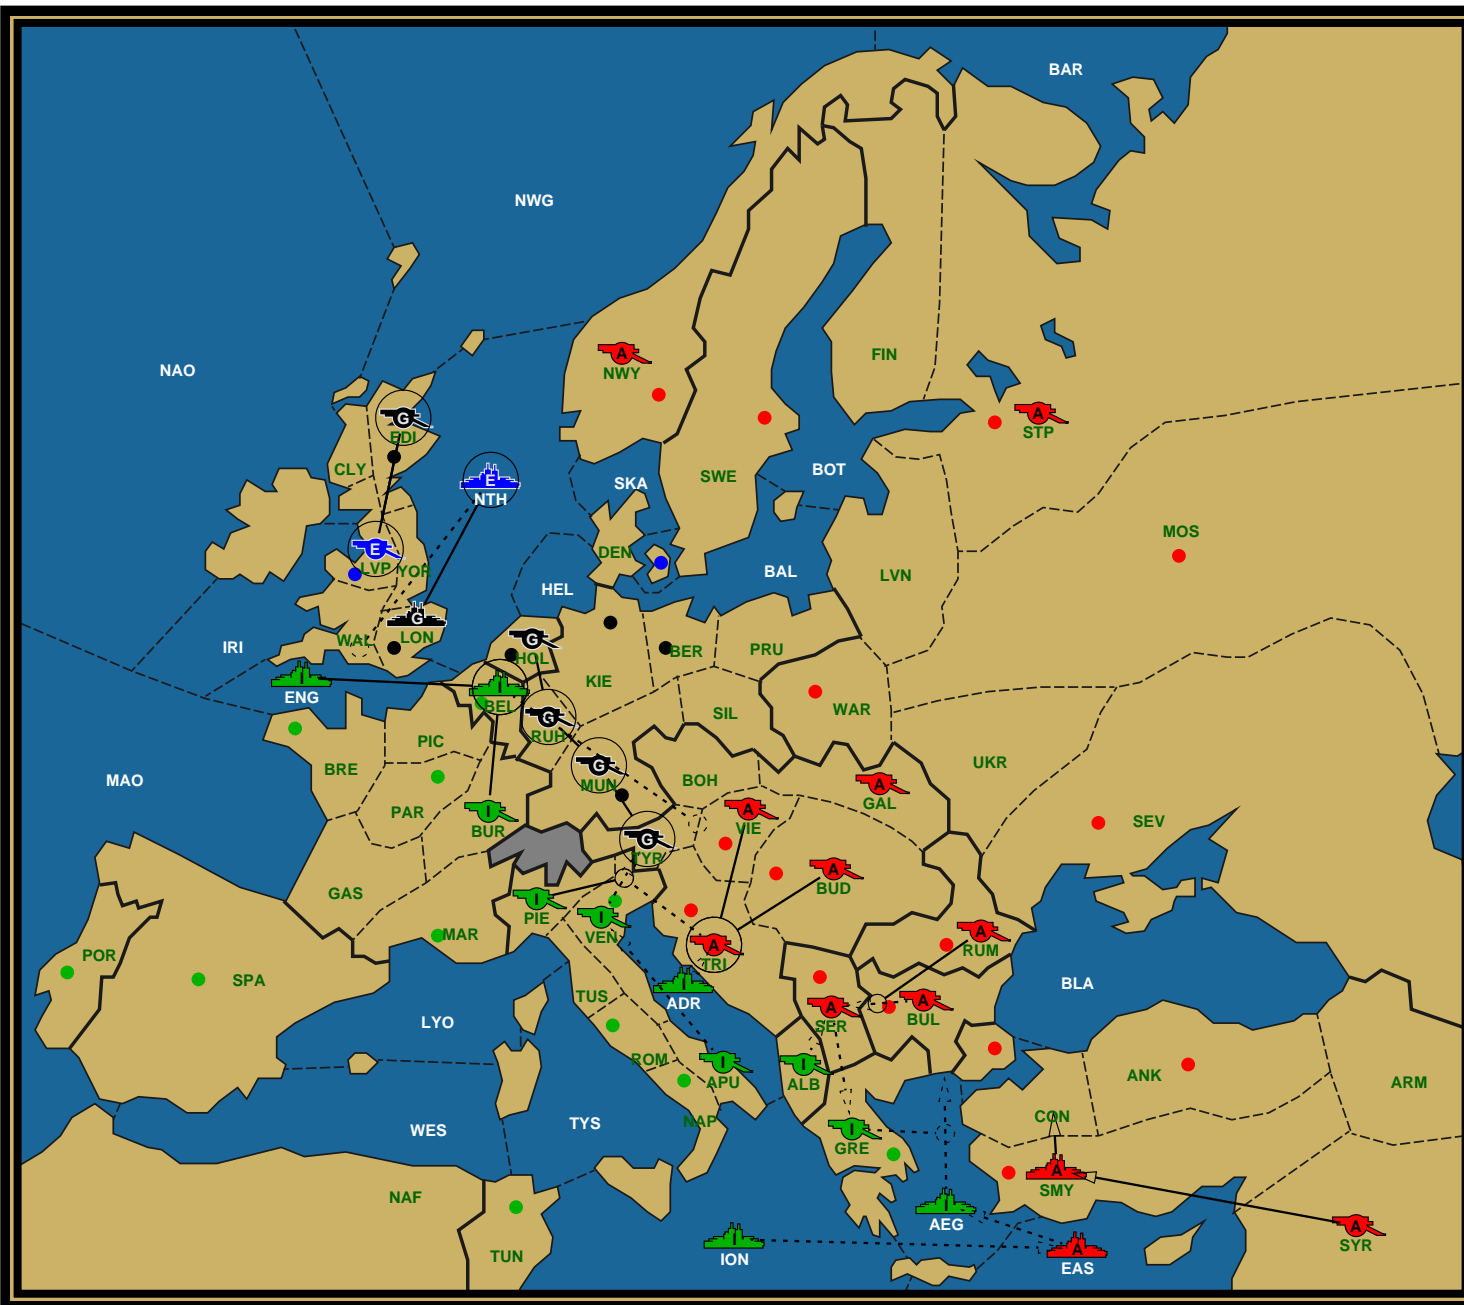 BAR
NWG
NAO
A
NWY
FIN
G
EDI
A
STP
CLY
E
NTH
SKA
SWE
BOT
MOS
E
LVP
YOR
DEN
HEL
BAL
LVN
G
LON
WAL
IRI
G
HOL
BER
PRU
KIE
I
ENG
I
BEL
SIL
WAR
G
RUH
PIC
BRE
UKR
G
MUN
BOH
MAO
A
GAL
PAR
I
BUR
A
VIE
SEV
G
TYR
A
BUD
GAS
I
PIE
I
VEN
MAR
A
TRI
A
RUM
POR
SPA
I
ADR
BLA
TUS
A
SER
A
BUL
LYO
ROM
I
APU
I
ALB
ANK
ARM
NAP
CON
WES
TYS
I
GRE
A
SMY
NAF
I
AEG
A
SYR
TUN
I
ION
A
EAS